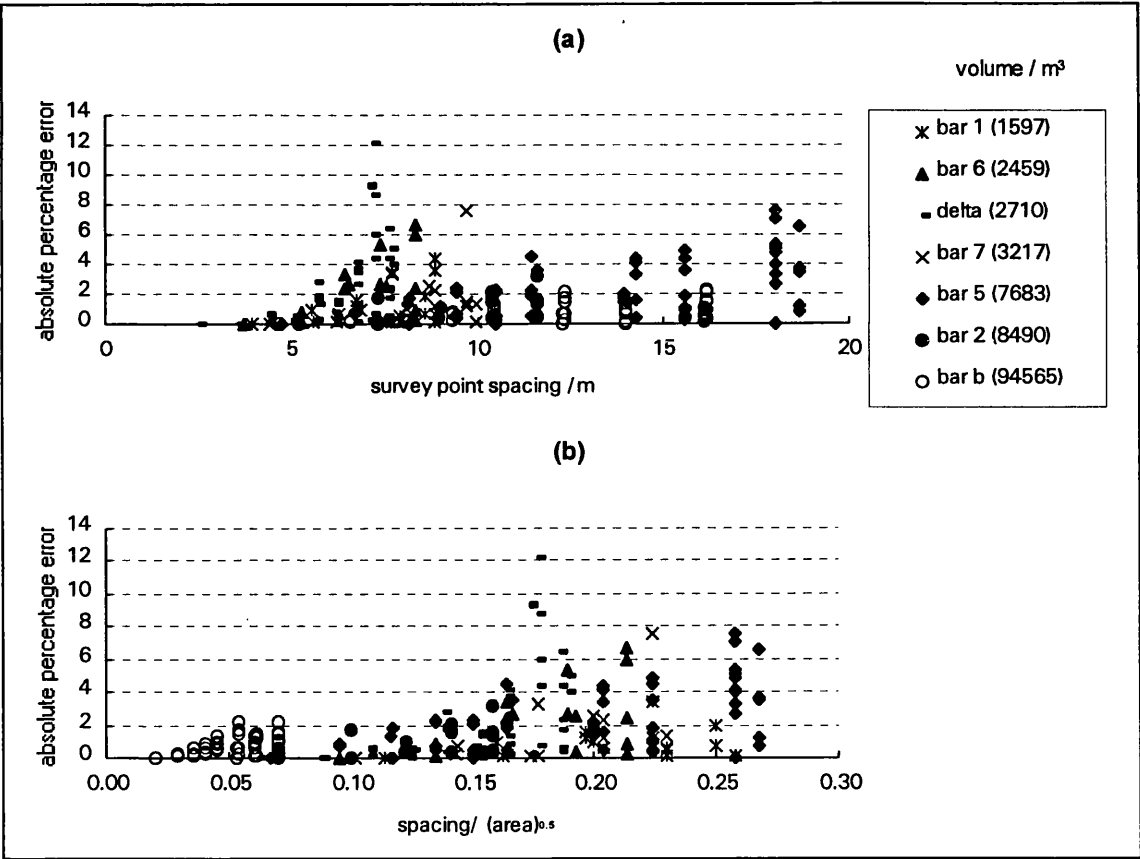 (a)
volume / m³
absolute percentage error
14
12
10
8
6
4
2
0
0
5
10
15
20
survey point spacing / m
bar 1 (1597)
bar 6 (2459)
delta (2710)
bar 7 (3217)
bar 5 (7683)
bar 2 (8490)
bar b (94565)
(b)
absolute percentage error
14
12
10
8
6
4
2
0
0.00
0.05
0.10
0.15
0.20
0.25
0.30
spacing/ (area)⁰·⁵